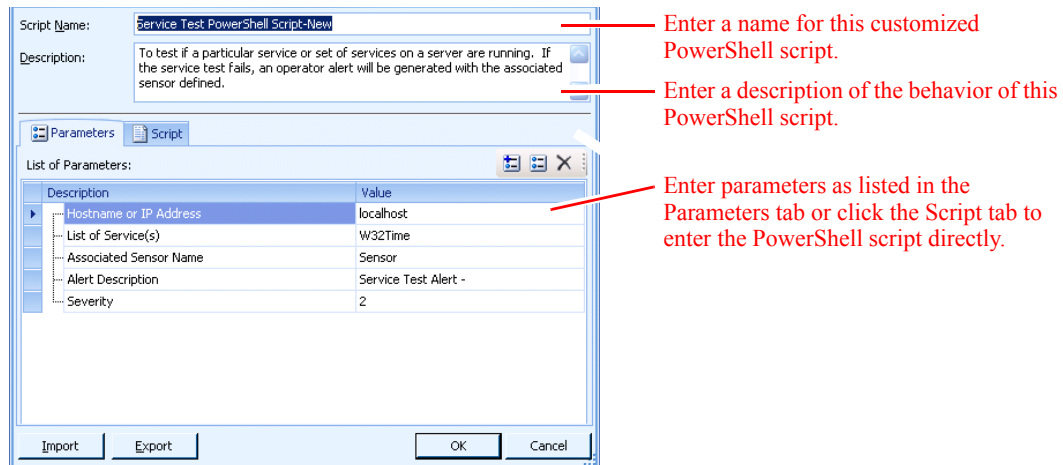 Script Name:
Service Test PowerShell Script-New
Enter a name for this customized
PowerShell script.
Description:
To test if a particular service or set of services on a server are running. If
the service test fails, an operator alert will be generated with the associated
sensor defined.
Enter a description of the behavior of this
PowerShell script.
Parameters
Script
List of Parameters:
Description
Value
Hostname or IP Address
localhost
List of Service(s)
W32Time
Associated Sensor Name
Sensor
Alert Description
Service Test Alert -
Severity
2
Enter parameters as listed in the
Parameters tab or click the Script tab to
enter the PowerShell script directly.
Import
Export
OK
Cancel